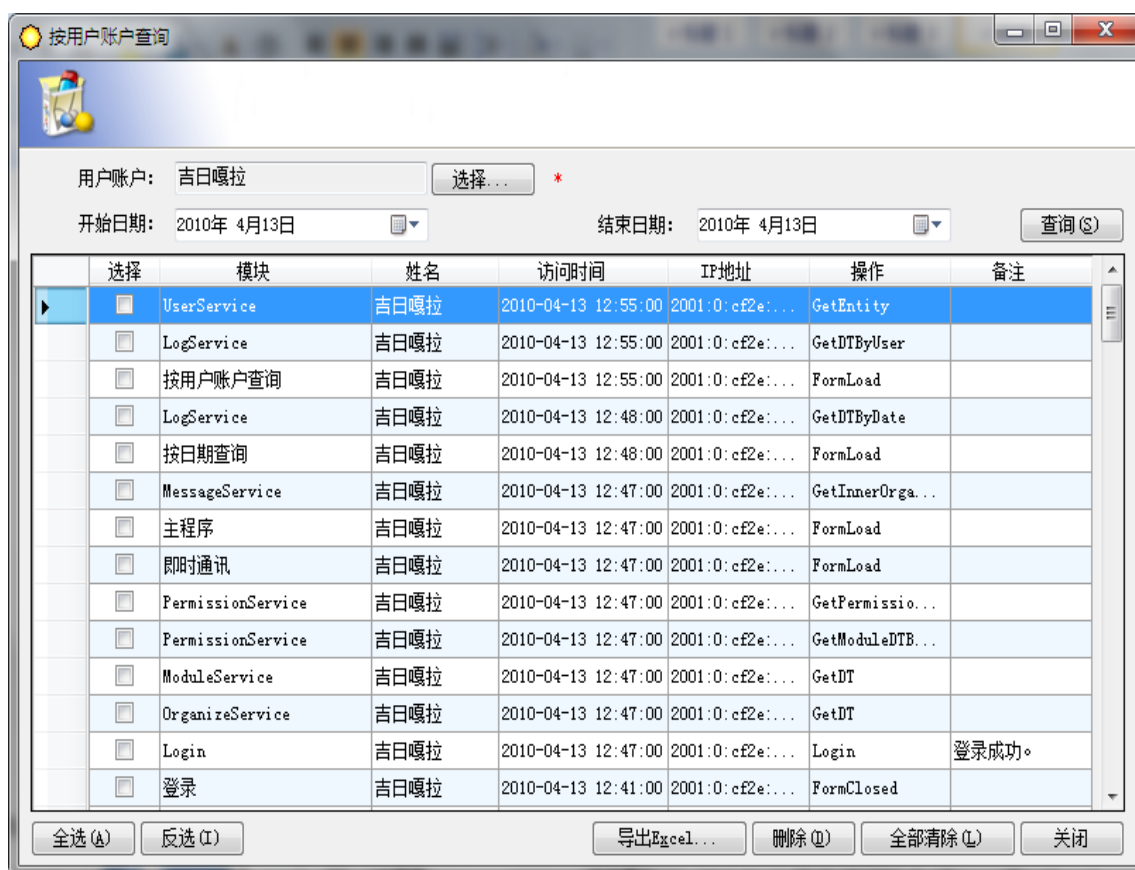 按用户账户查询
用户账户: 吉日嘎拉 选择... *
开始日期: 2010年 4月13日 结束日期: 2010年 4月13日 查询(S)
选择 模块 姓名 访问时间 IP地址 操作 备注
UserService 吉日嘎拉 2010-04-13 12:55:00 2001:0:cf2e:... GetEntity
LogService 吉日嘎拉 2010-04-13 12:55:00 2001:0:cf2e:... GetDTByUser
按用户账户查询 吉日嘎拉 2010-04-13 12:55:00 2001:0:cf2e:... FormLoad
LogService 吉日嘎拉 2010-04-13 12:48:00 2001:0:cf2e:... GetDTByDate
按日期查询 吉日嘎拉 2010-04-13 12:48:00 2001:0:cf2e:... FormLoad
MessageService 吉日嘎拉 2010-04-13 12:47:00 2001:0:cf2e:... GetInnerOrga...
主程序 吉日嘎拉 2010-04-13 12:47:00 2001:0:cf2e:... FormLoad
即时通讯 吉日嘎拉 2010-04-13 12:47:00 2001:0:cf2e:... FormLoad
PermissionService 吉日嘎拉 2010-04-13 12:47:00 2001:0:cf2e:... GetPermissio...
PermissionService 吉日嘎拉 2010-04-13 12:47:00 2001:0:cf2e:... GetModuleDTB...
ModuleService 吉日嘎拉 2010-04-13 12:47:00 2001:0:cf2e:... GetDT
OrganizeService 吉日嘎拉 2010-04-13 12:47:00 2001:0:cf2e:... GetDT
Login 吉日嘎拉 2010-04-13 12:47:00 2001:0:cf2e:... Login 登录成功。
登录 吉日嘎拉 2010-04-13 12:41:00 2001:0:cf2e:... FormClosed
全选(A) 反选(I) 导出Excel... 删除(D) 全部清除(L) 关闭